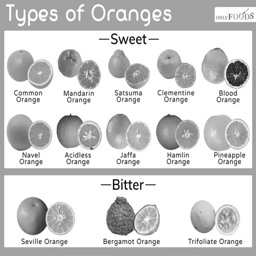 Types of Oranges
ONLY FOODS
Sweet
Common Orange
Mandarin Orange
Satsuma Orange
Clementine Orange
Blood Orange
Navel Orange
Acidless Orange
Jaffa Orange
Hamlin Orange
Pineapple Orange
Bitter
Seville Orange
Bergamot Orange
Trifoliate Orange